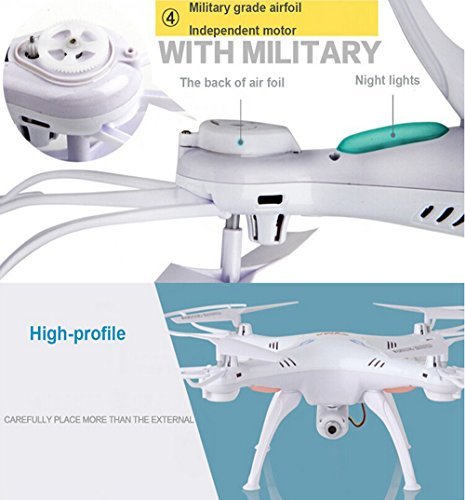 ④ Military grade airfoil
Independent motor
WITH MILITARY
The back of air foil
Night lights
High-profile
CAREFULLY PLACE MORE THAN THE EXTERNAL